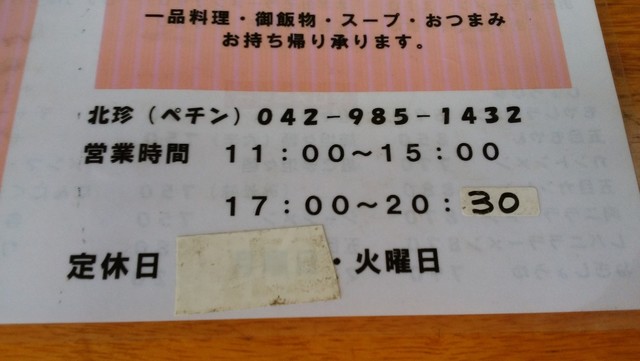 一品料理・御飯物・スープ・おつまみ
お持ち帰り承ります。
北珍（ペチン）042-985-1432
営業時間 11：00～15：00
17：00～20：30
定休日 ・火曜日